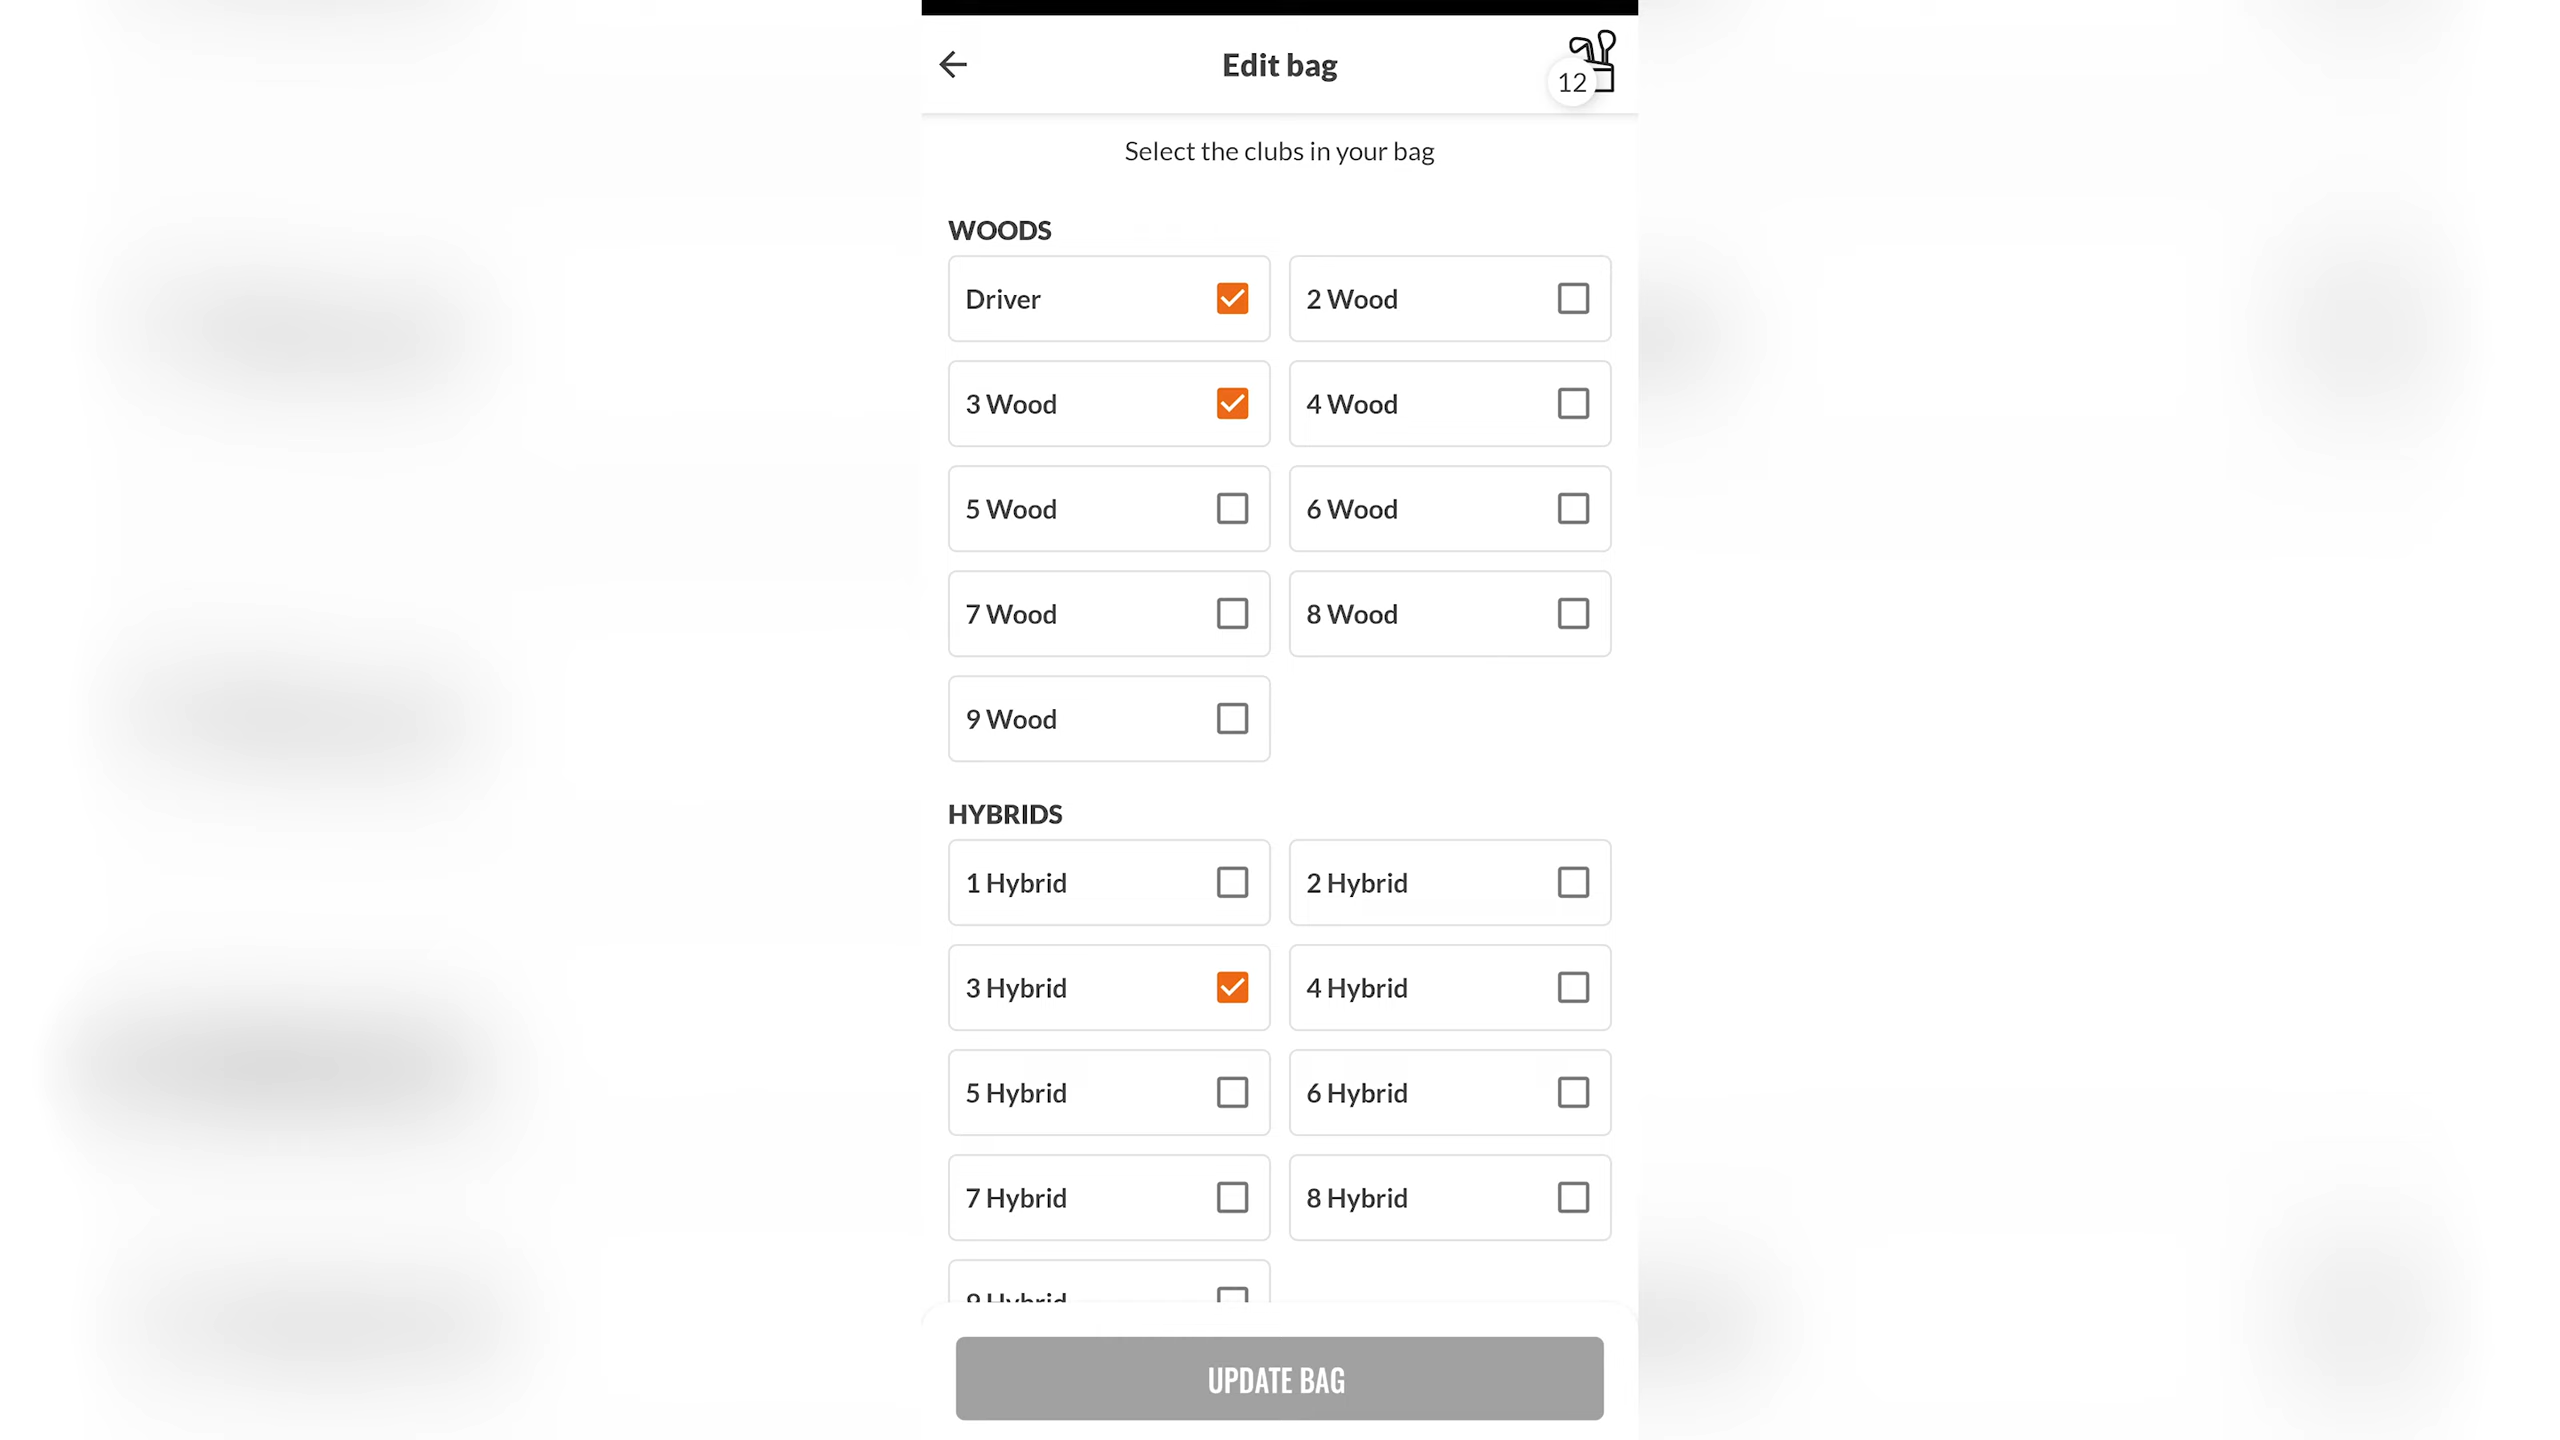 Edit bag
12
Select the clubs in your bag
WOODS
Driver
2 Wood
3 Wood
4 Wood
5 Wood
6 Wood
7 Wood
8 Wood
9 Wood
HYBRIDS
1 Hybrid
2 Hybrid
3 Hybrid
4 Hybrid
5 Hybrid
6 Hybrid
7 Hybrid
8 Hybrid
9 Hybrid
UPDATE BAG